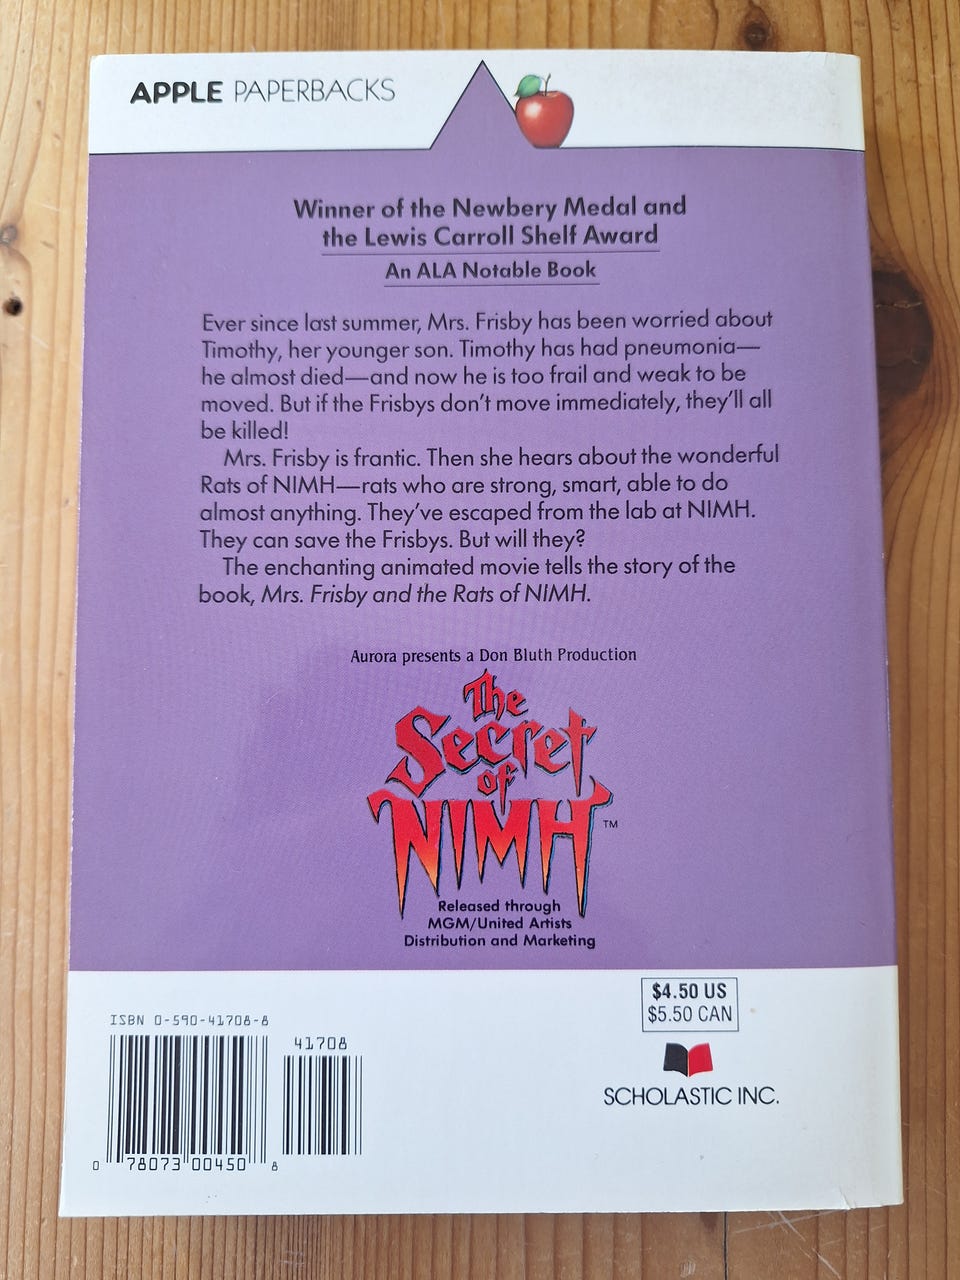 APPLE PAPERBACKS
Winner of the Newbery Medal and
the Lewis Carroll Shelf Award
An ALA Notable Book
Ever since last summer, Mrs. Frisby has been worried about
Timothy, her younger son. Timothy has had pneumonia—
he almost died—and now he is too frail and weak to be
moved. But if the Frisbys don't move immediately, they'll all
be killed!
Mrs. Frisby is frantic. Then she hears about the wonderful
Rats of NIMH—rats who are strong, smart, able to do
almost anything. They've escaped from the lab at NIMH.
They can save the Frisbys. But will they?
The enchanting animated movie tells the story of the
book, Mrs. Frisby and the Rats of NIMH.
Aurora presents a Don Bluth Production
The
Secret
of
NIMH ™
Released through
MGM/United Artists
Distribution and Marketing
$4.50 US
$5.50 CAN
SCHOLASTIC INC.
ISBN 0-590-41708-8
41708
0 78073 00450 8